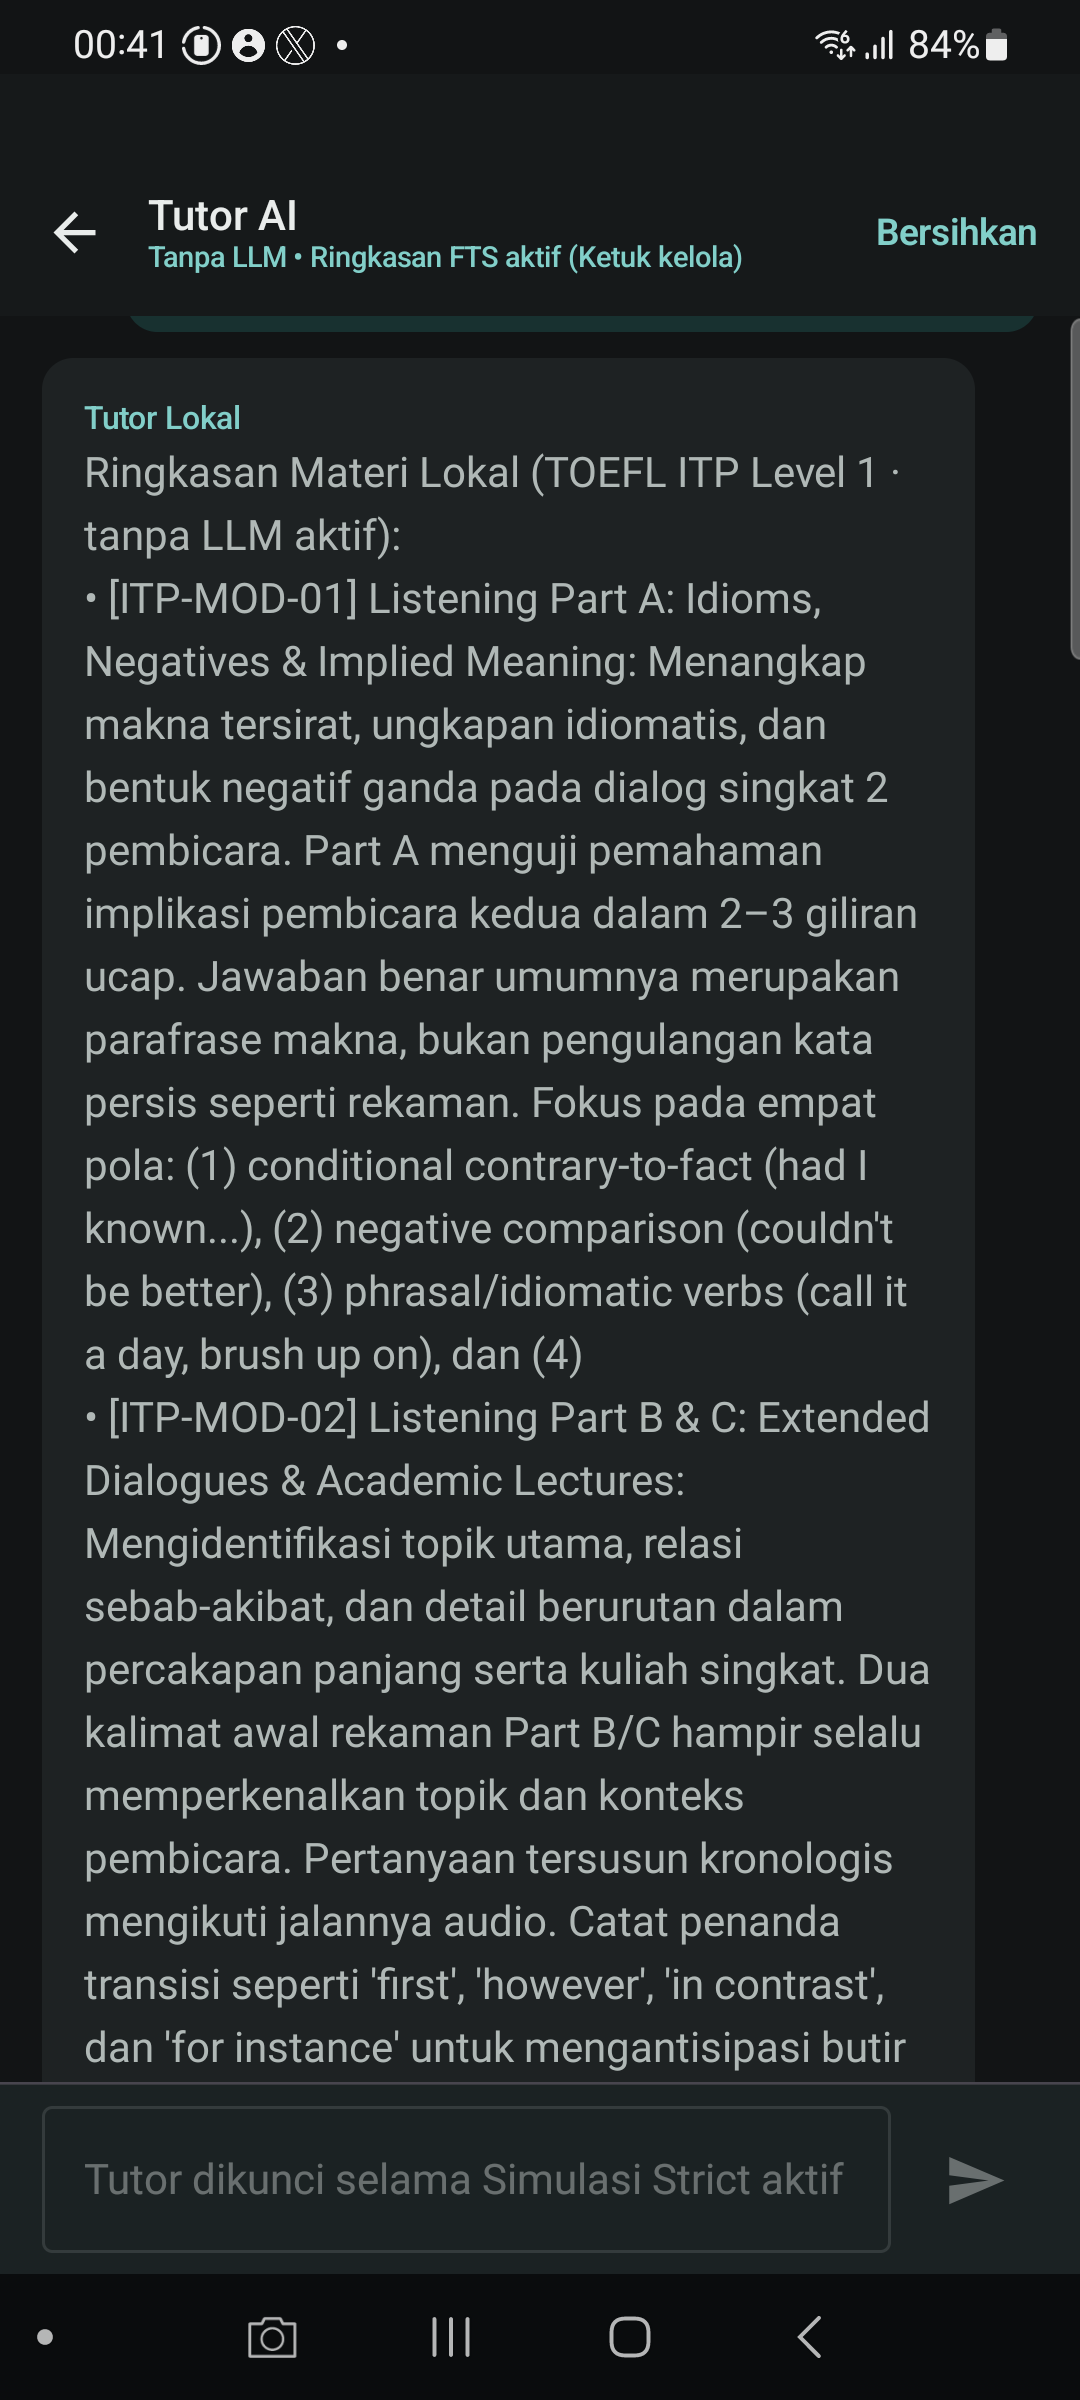 00:41
84%
Tutor AI
Tanpa LLM • Ringkasan FTS aktif (Ketuk kelola)
Bersihkan
Tutor Lokal
Ringkasan Materi Lokal (TOEFL ITP Level 1 ·
tanpa LLM aktif):
• [ITP-MOD-01] Listening Part A: Idioms,
Negatives & Implied Meaning: Menangkap
makna tersirat, ungkapan idiomatis, dan
bentuk negatif ganda pada dialog singkat 2
pembicara. Part A menguji pemahaman
implikasi pembicara kedua dalam 2–3 giliran
ucap. Jawaban benar umumnya merupakan
parafrase makna, bukan pengulangan kata
persis seperti rekaman. Fokus pada empat
pola: (1) conditional contrary-to-fact (had I
known...), (2) negative comparison (couldn't
be better), (3) phrasal/idiomatic verbs (call it
a day, brush up on), dan (4)
• [ITP-MOD-02] Listening Part B & C: Extended
Dialogues & Academic Lectures:
Mengidentifikasi topik utama, relasi
sebab-akibat, dan detail berurutan dalam
percakapan panjang serta kuliah singkat. Dua
kalimat awal rekaman Part B/C hampir selalu
memperkenalkan topik dan konteks
pembicara. Pertanyaan tersusun kronologis
mengikuti jalannya audio. Catat penanda
transisi seperti 'first', 'however', 'in contrast',
dan 'for instance' untuk mengantisipasi butir
Tutor dikunci selama Simulasi Strict aktif